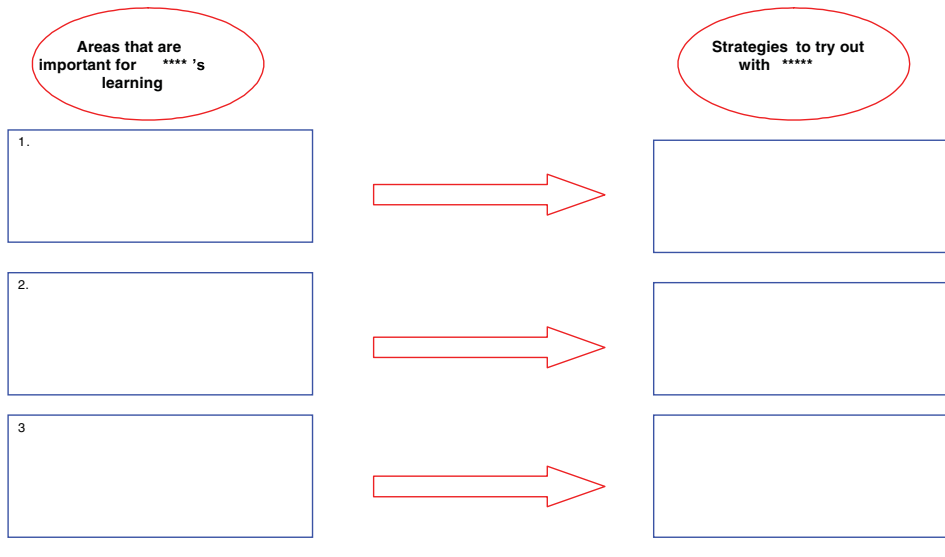 Areas that are
important for **** 's
learning
Strategies to try out
with *****
1.
2.
3